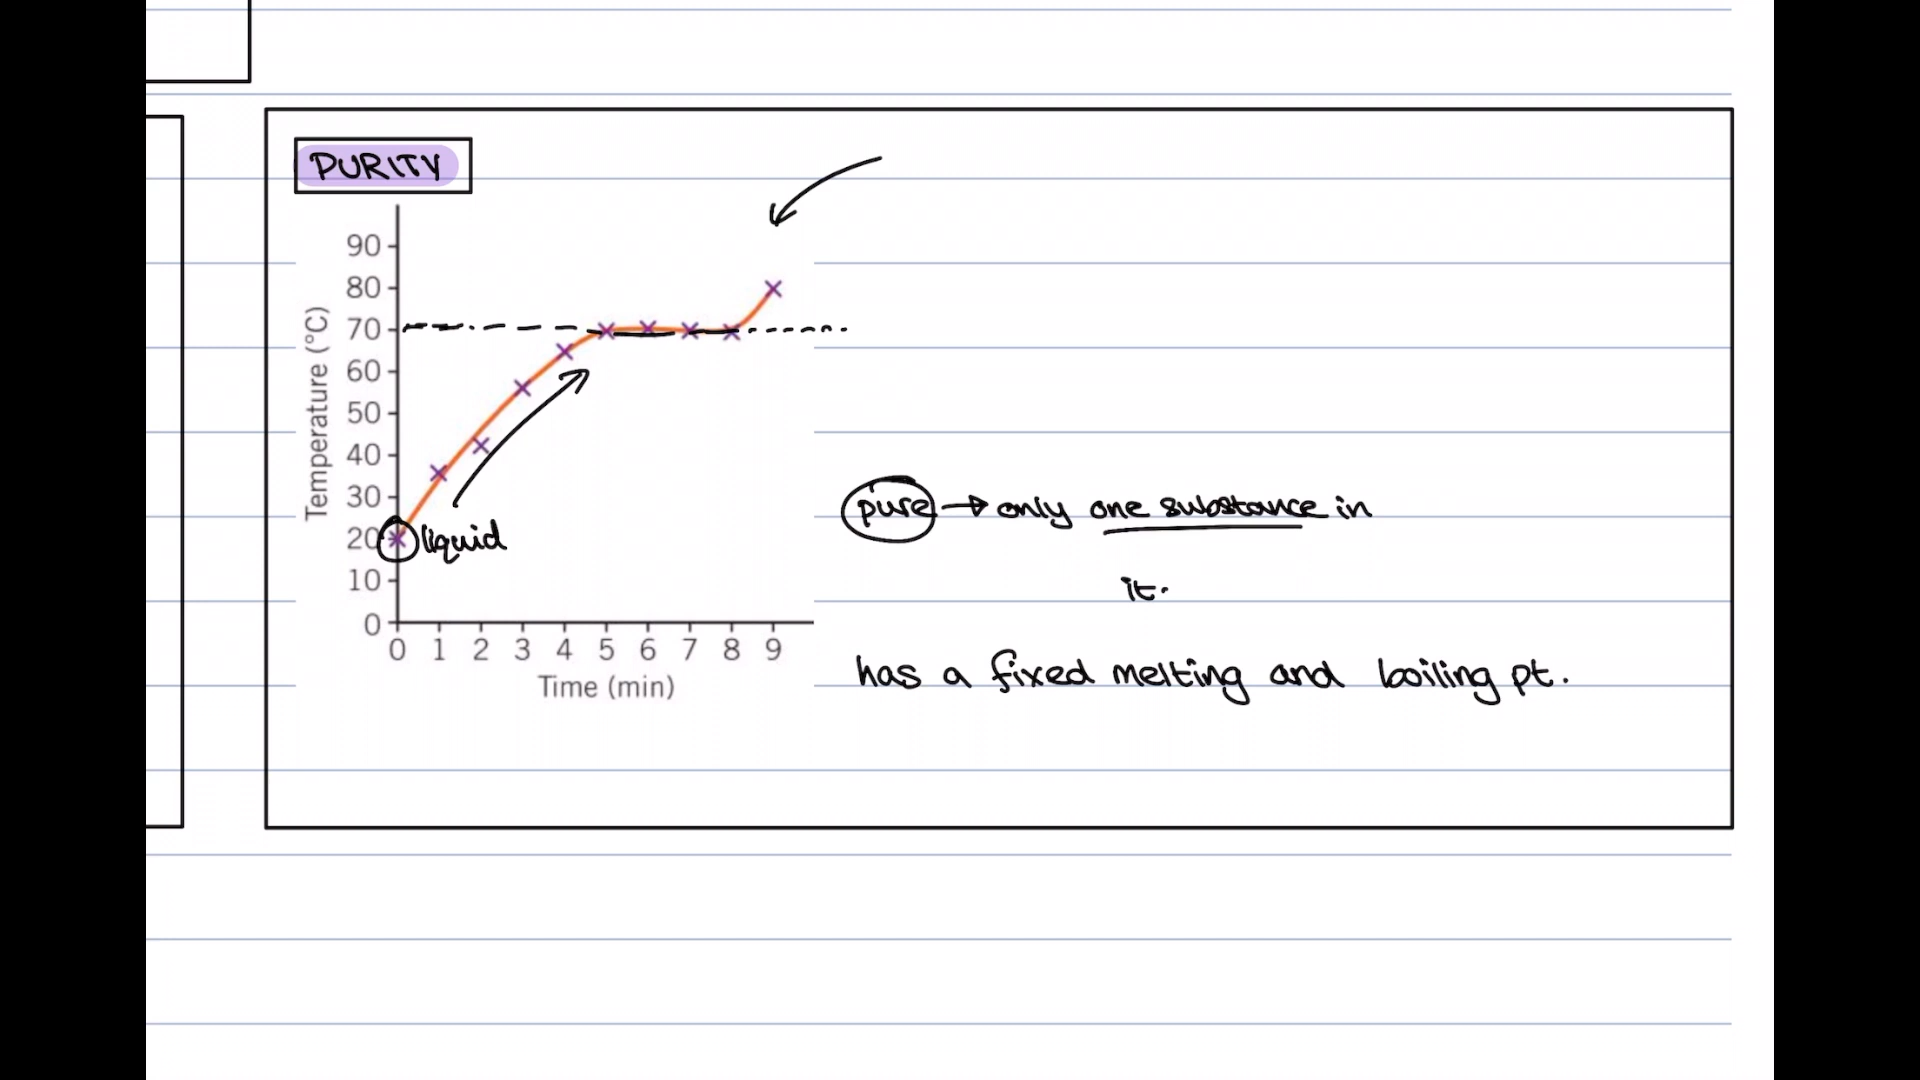 PURITY
90
80
70
60
50
40
30
20
10
0
Temperature (°C)
liquid
0 1 2 3 4 5 6 7 8 9
Time (min)
pure → only one substance in
it.
has a fixed melting and boiling pt.